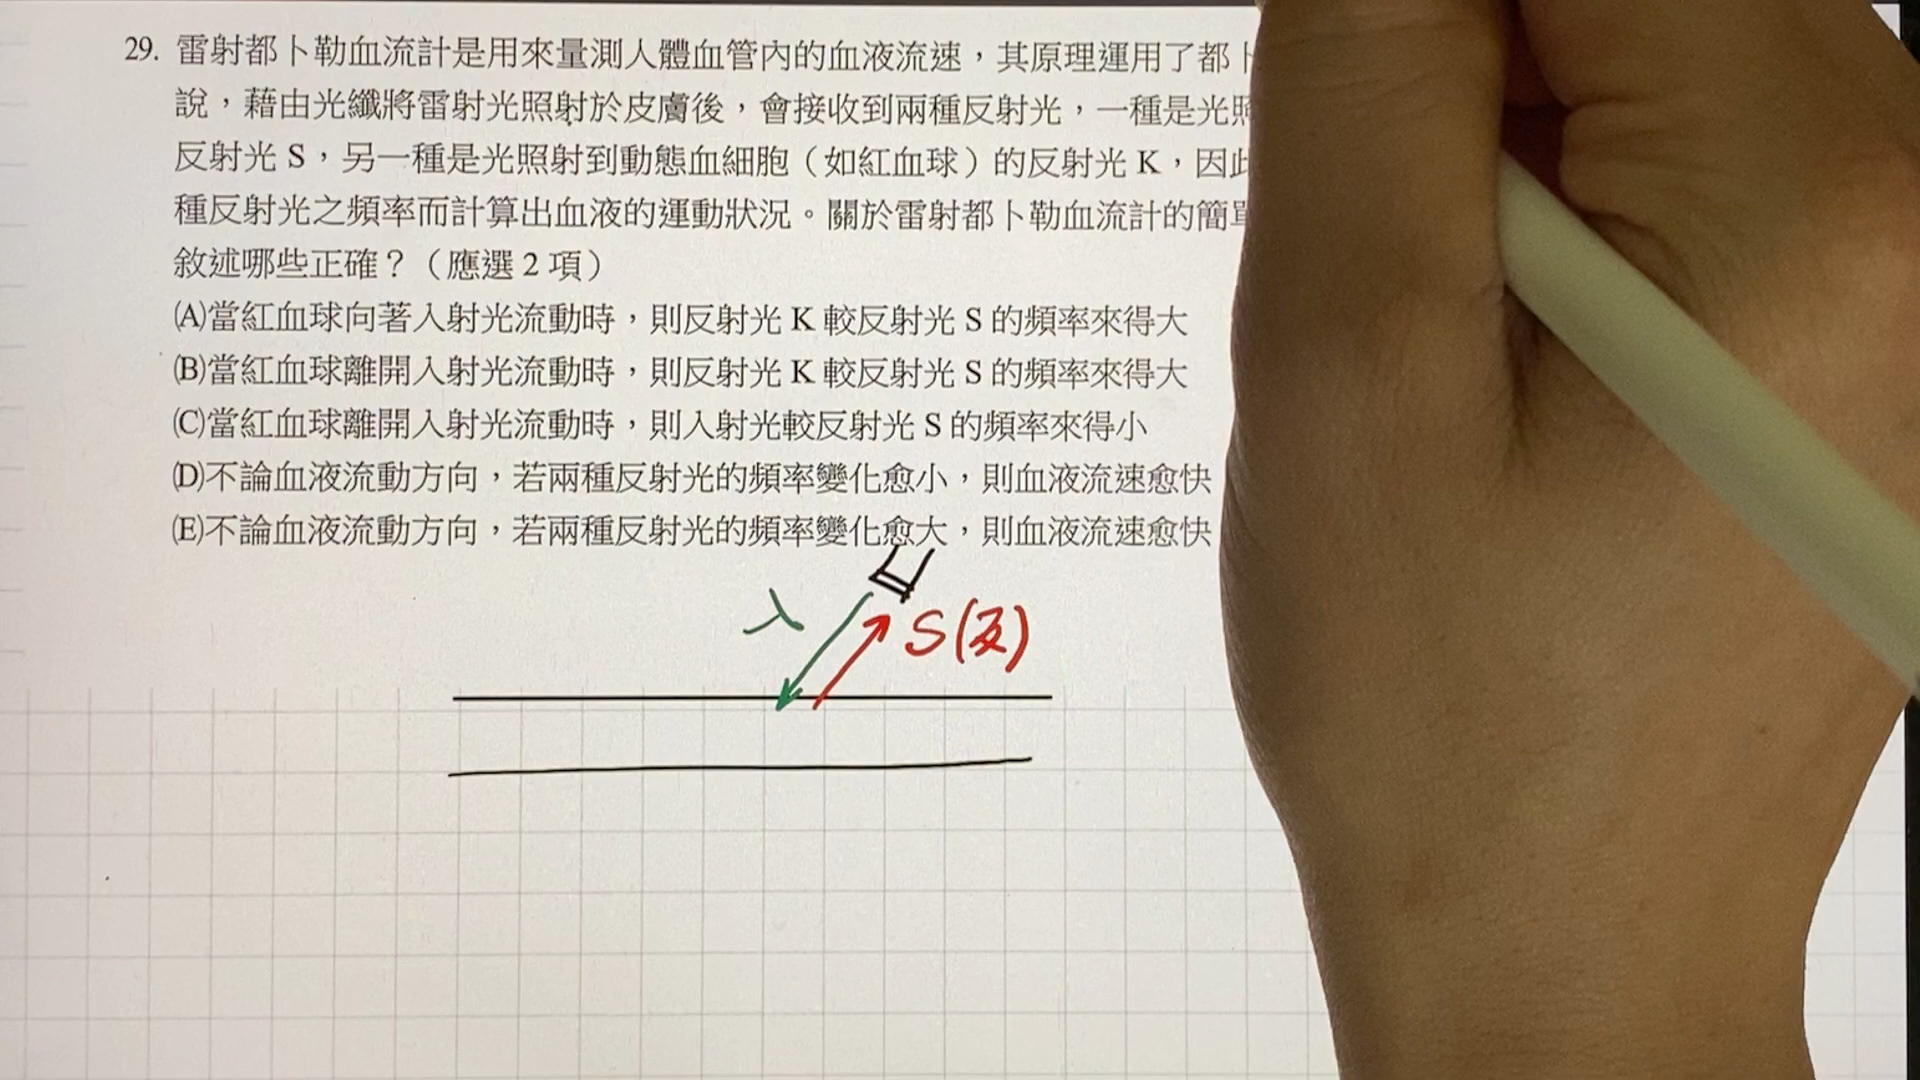 29. 雷射都卜勒血流計是用來量測人體血管內的血液流速，其原理運用了都卜
說，藉由光纖將雷射光照射於皮膚後，會接收到兩種反射光，一種是光照
反射光 S，另一種是光照射到動態血細胞（如紅血球）的反射光 K，因此
種反射光之頻率而計算出血液的運動狀況。關於雷射都卜勒血流計的簡單
敘述哪些正確？（應選 2 項）
(A)當紅血球向著入射光流動時，則反射光 K 較反射光 S 的頻率來得大
(B)當紅血球離開入射光流動時，則反射光 K 較反射光 S 的頻率來得大
(C)當紅血球離開入射光流動時，則入射光較反射光 S 的頻率來得小
(D)不論血液流動方向，若兩種反射光的頻率變化愈小，則血液流速愈快
(E)不論血液流動方向，若兩種反射光的頻率變化愈大，則血液流速愈快
入 S(反)